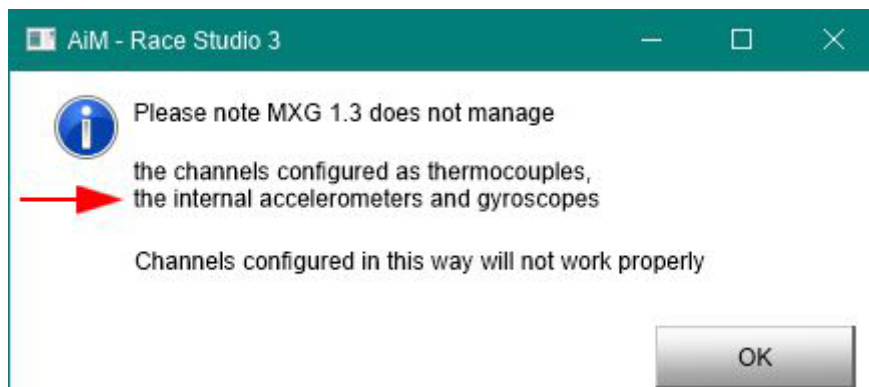 AiM - Race Studio 3
Please note MXG 1.3 does not manage
the channels configured as thermocouples,
the internal accelerometers and gyroscopes
Channels configured in this way will not work properly
OK